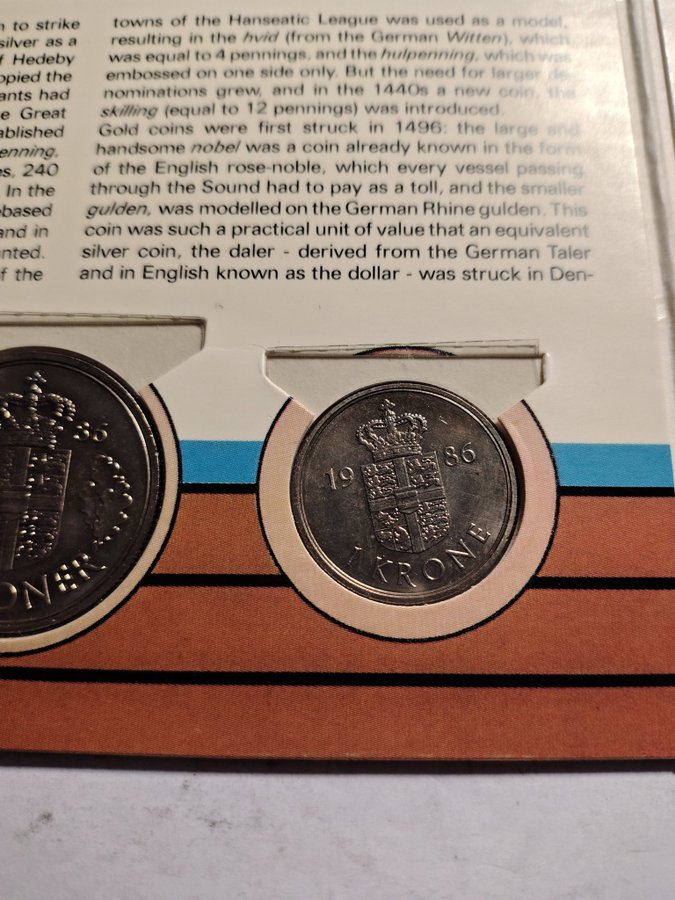 n to strike
silver as a
f Hedeby
opied the
ants had
e Great
ablished
enning,
es, 240
In the
ebased
and in
nted.
f the
towns of the Hanseatic League was used as a model,
resulting in the hvid (from the German Witten), which
was equal to 4 pennings, and the hulpenning, which was
embossed on one side only. But the need for larger de-
nominations grew, and in the 1440s a new coin, the
skilling (equal to 12 pennings) was introduced.
Gold coins were first struck in 1496: the large and
handsome nobel was a coin already known in the form
of the English rose-noble, which every vessel passing
through the Sound had to pay as a toll, and the smaller
gulden, was modelled on the German Rhine gulden. This
coin was such a practical unit of value that an equivalent
silver coin, the daler - derived from the German Taler
and in English known as the dollar - was struck in Den-
86
ONER
19 86
1 KRONE